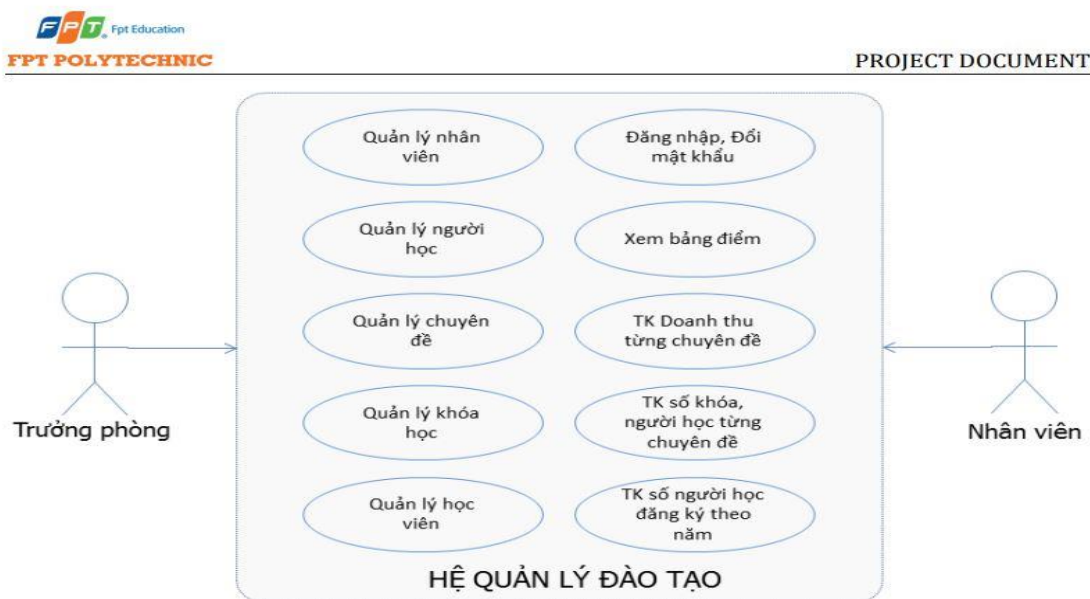 FPT. Fpt Education
FPT POLYTECHNIC
PROJECT DOCUMENT
Quản lý nhân
viên
Đăng nhập, Đổi
mật khẩu
Quản lý người
học
Xem bảng điểm
Quản lý chuyên
đề
TK Doanh thu
từng chuyên đề
Trưởng phòng
Quản lý khóa
học
TK số khóa,
người học từng
chuyên đề
Nhân viên
Quản lý học
viên
TK số người học
đăng ký theo
năm
HỆ QUẢN LÝ ĐÀO TẠO